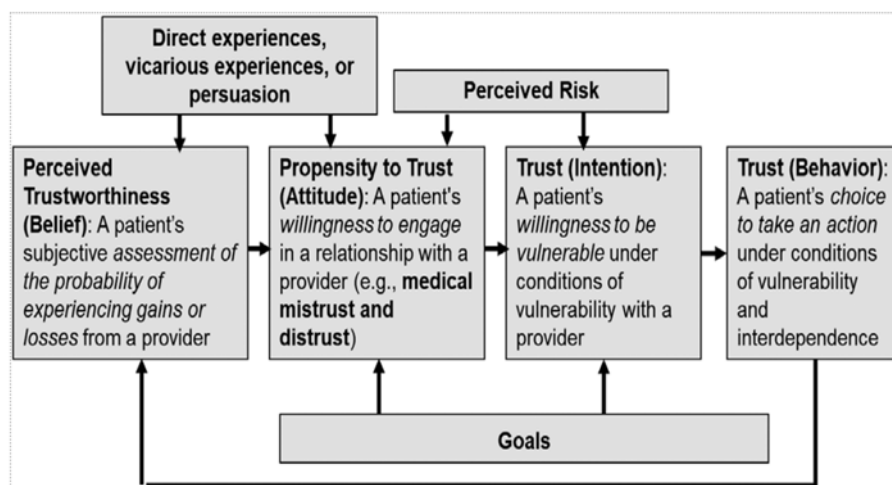 Direct experiences,
vicarious experiences, or
persuasion
Perceived Risk
Perceived
Trustworthiness
(Belief): A patient's
subjective assessment of
the probability of
experiencing gains or
losses from a provider
Propensity to Trust
(Attitude): A patient's
willingness to engage
in a relationship with a
provider (e.g., medical
mistrust and
distrust)
Trust (Intention):
A patient's
willingness to be
vulnerable under
conditions of
vulnerability with a
provider
Trust (Behavior):
A patient's choice
to take an action
under conditions
of vulnerability
and
interdependence
Goals